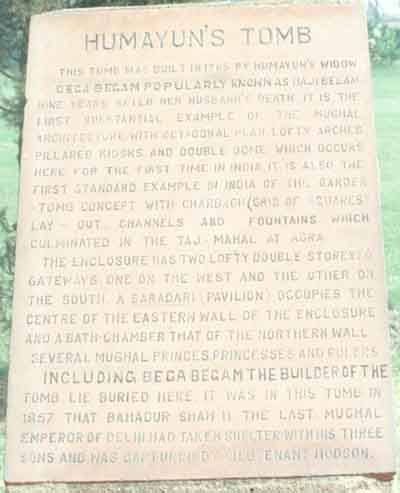 HUMAYUN'S TOMB
THIS TOMB WAS BUILT IN 1565 BY HUMAYUN'S WIDOW
BEGA BEGAM POPULARLY KNOWN AS HAJI BEGAM
NINE YEARS AFTER HER HUSBAND'S DEATH. IT IS THE
FIRST SUBSTANTIAL EXAMPLE OF THE MUGHAL
ARCHITECTURE WITH OCTAGONAL PLAN, LOFTY ARCHES
PILLARED KIOSKS AND DOUBLE DOME, WHICH OCCURS
HERE FOR THE FIRST TIME IN INDIA. IT IS ALSO THE
FIRST STANDARD EXAMPLE IN INDIA OF THE GARDEN
-TOMB CONCEPT WITH CHARBAGH (GRID OF SQUARES)
LAY-OUT, CHANNELS AND FOUNTAINS WHICH
CULMINATED IN THE TAJ-MAHAL AT AGRA
THE ENCLOSURE HAS TWO LOFTY DOUBLE STOREYED
GATEWAYS, ONE ON THE WEST AND THE OTHER ON
THE SOUTH. A BARADARI (PAVILION) OCCUPIES THE
CENTRE OF THE EASTERN WALL OF THE ENCLOSURE
AND A BATH-CHAMBER THAT OF THE NORTHERN WALL
SEVERAL MUGHAL PRINCES, PRINCESSES AND RULERS
INCLUDING BEGA BEGAM THE BUILDER OF THE
TOMB LIE BURIED HERE. IT WAS IN THIS TOMB IN
1857 THAT BAHADUR SHAH II THE LAST MUGHAL
EMPEROR OF DELHI HAD TAKEN SHELTER WITH HIS THREE
SONS AND WAS CAPTURED BY LIEUTENANT HODSON.